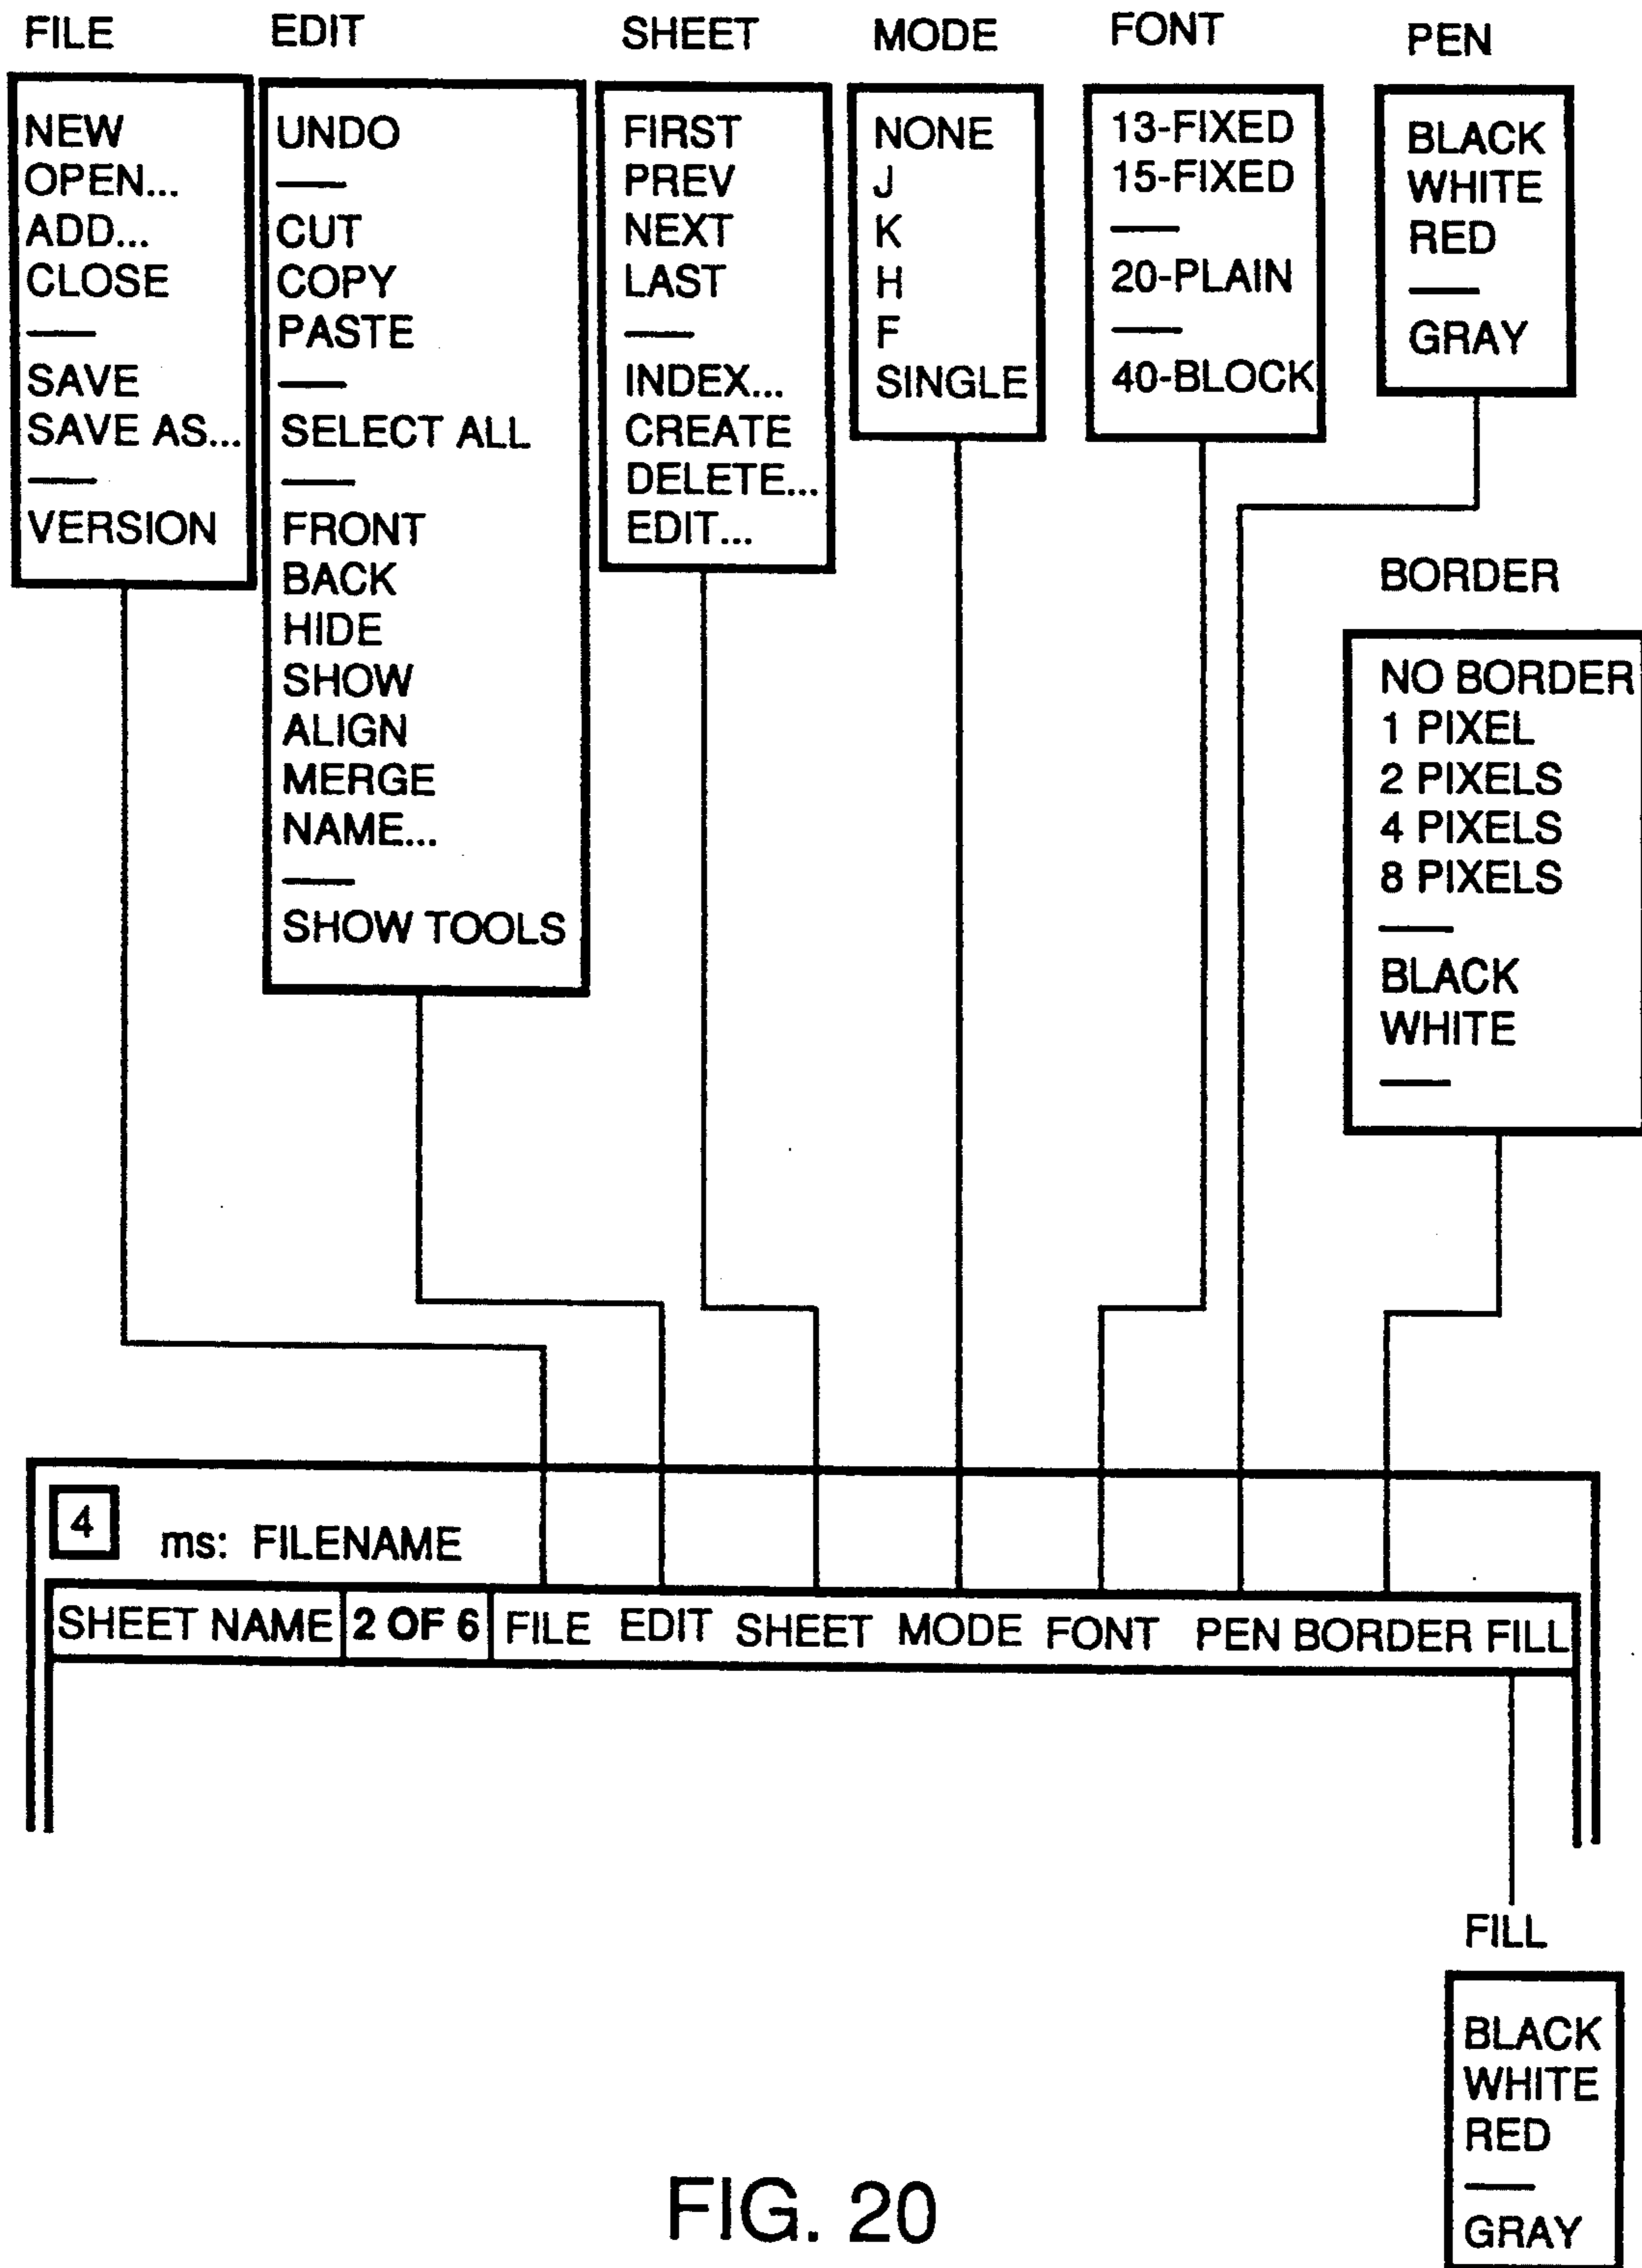 FILE
NEW
OPEN...
ADD...
CLOSE
—
SAVE
SAVE AS...
—
VERSION
EDIT
UNDO
—
CUT
COPY
PASTE
—
SELECT ALL
—
FRONT
BACK
HIDE
SHOW
ALIGN
MERGE
NAME...
—
SHOW TOOLS
SHEET
FIRST
PREV
NEXT
LAST
—
INDEX...
CREATE
DELETE...
EDIT...
MODE
NONE
J
K
H
F
SINGLE
FONT
13-FIXED
15-FIXED
—
20-PLAIN
—
40-BLOCK
PEN
BLACK
WHITE
RED
—
GRAY
BORDER
NO BORDER
1 PIXEL
2 PIXELS
4 PIXELS
8 PIXELS
—
BLACK
WHITE
—
4 ms: FILENAME
SHEET NAME 2 OF 6 FILE EDIT SHEET MODE FONT PEN BORDER FILL
FILL
BLACK
WHITE
RED
—
GRAY
FIG. 20